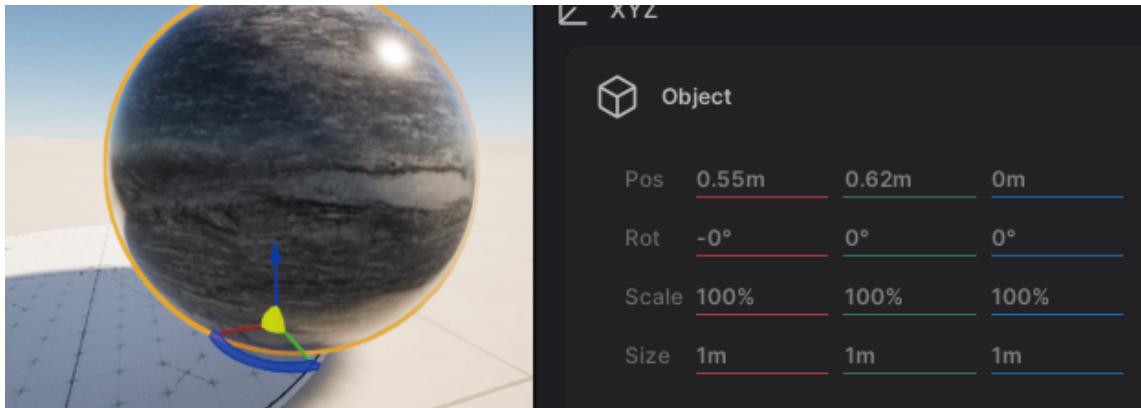 XYZ
Object
Pos 0.55m 0.62m 0m
Rot -0° 0° 0°
Scale 100% 100% 100%
Size 1m 1m 1m